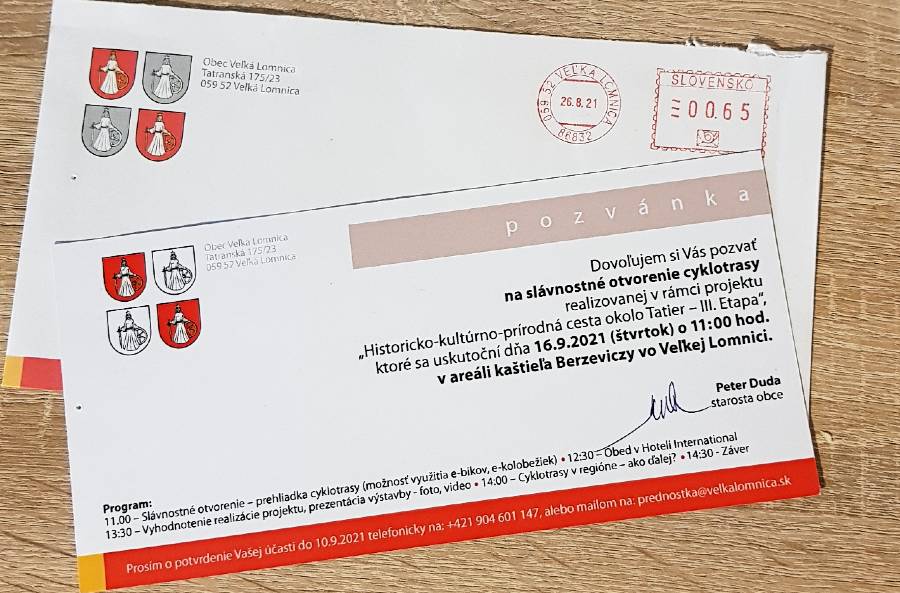 Obec Veľká Lomnica
Tatranská 175/23
059 52 Veľká Lomnica
059 52 VEĽKÁ LOMNICA
26.8.21
86832
SLOVENSKO
00.65
pozvánka
Obec Veľká Lomnica
Tatranská 175/23
059 52 Veľká Lomnica
Dovoľujem si Vás pozvať
na slávnostné otvorenie cyklotrasy
realizovanej v rámci projektu
„Historicko-kultúrno-prírodná cesta okolo Tatier – III. Etapa“,
ktoré sa uskutoční dňa 16.9.2021 (štvrtok) o 11:00 hod.
v areáli kaštieľa Berzeviczy vo Veľkej Lomnici.
Peter Duda
starosta obce
Program:
11.00 – Slávnostné otvorenie – prehliadka cyklotrasy (možnosť využitia e-bikov, e-kolobežiek) • 12:30 – Obed v Hoteli International
13:30 – Vyhodnotenie realizácie projektu, prezentácia výstavby - foto, video • 14:00 – Cyklotrasy v regióne – ako ďalej? • 14:30 - Záver
Prosím o potvrdenie Vašej účasti do 10.9.2021 telefonicky na: +421 904 601 147, alebo mailom na: prednostka@velkalomnica.sk